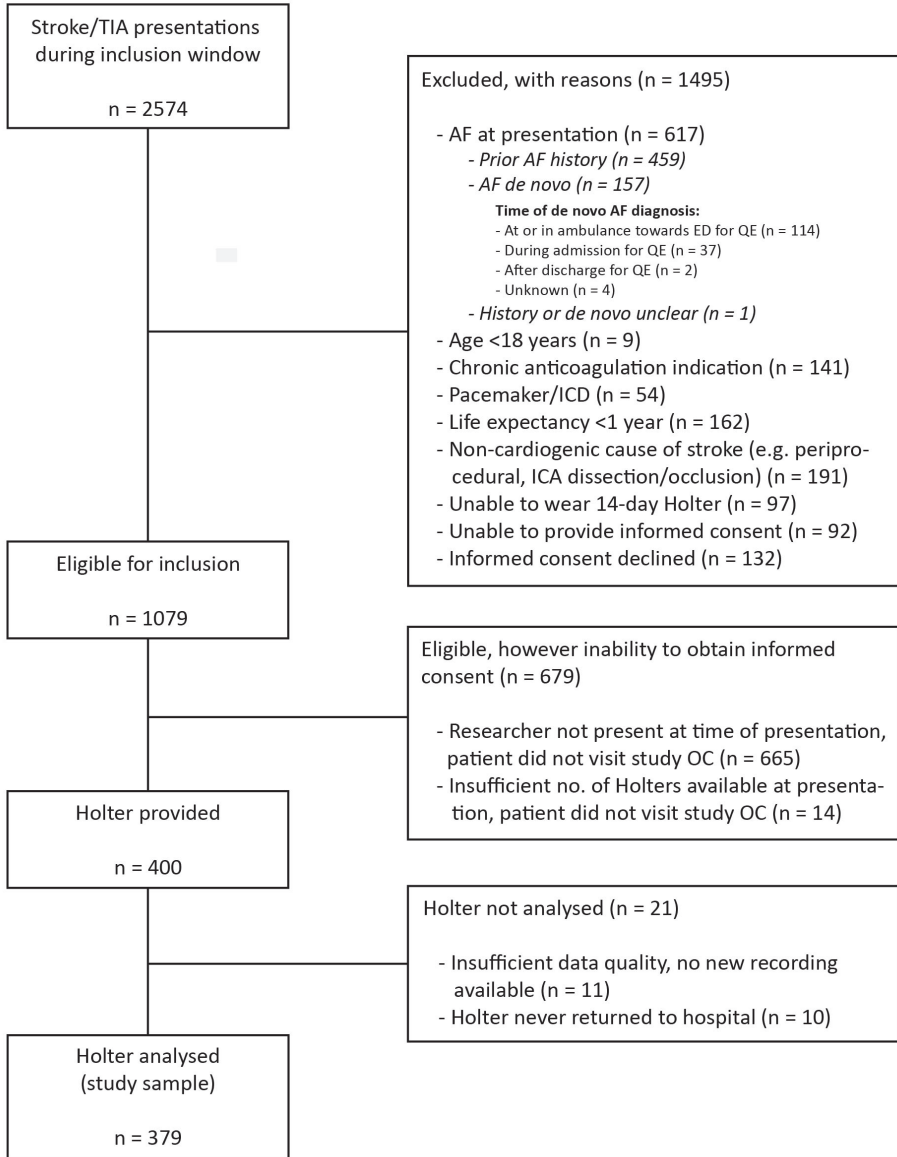 Stroke/TIA presentations
during inclusion window
n = 2574
Excluded, with reasons (n = 1495)
- AF at presentation (n = 617)
- Prior AF history (n = 459)
- AF de novo (n = 157)
Time of de novo AF diagnosis:
- At or in ambulance towards ED for QE (n = 114)
- During admission for QE (n = 37)
- After discharge for QE (n = 2)
- Unknown (n = 4)
- History or de novo unclear (n = 1)
- Age <18 years (n = 9)
- Chronic anticoagulation indication (n = 141)
- Pacemaker/ICD (n = 54)
- Life expectancy <1 year (n = 162)
- Non-cardiogenic cause of stroke (e.g. peripro-
cedural, ICA dissection/occlusion) (n = 191)
- Unable to wear 14-day Holter (n = 97)
- Unable to provide informed consent (n = 92)
- Informed consent declined (n = 132)
Eligible for inclusion
n = 1079
Eligible, however inability to obtain informed
consent (n = 679)
- Researcher not present at time of presentation,
patient did not visit study OC (n = 665)
- Insufficient no. of Holters available at presenta-
tion, patient did not visit study OC (n = 14)
Holter provided
n = 400
Holter not analysed (n = 21)
- Insufficient data quality, no new recording
available (n = 11)
- Holter never returned to hospital (n = 10)
Holter analysed
(study sample)
n = 379